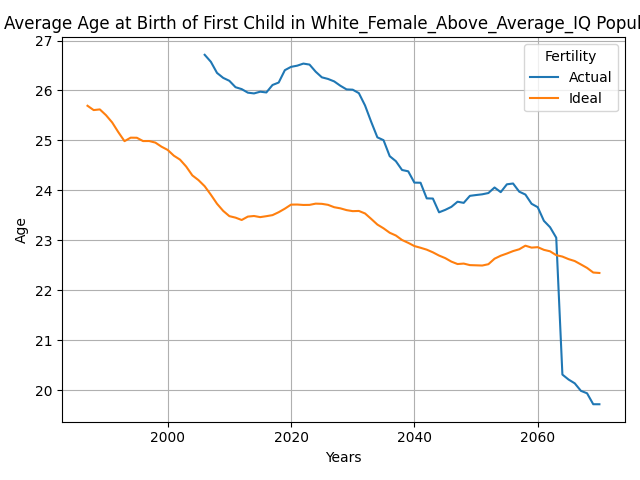 Average Age at Birth of First Child in White_Female_Above_Average_IQ Popul
27
26
25
24
23
22
21
20
Age
Fertility
Actual
Ideal
2000 2020 2040 2060
Years